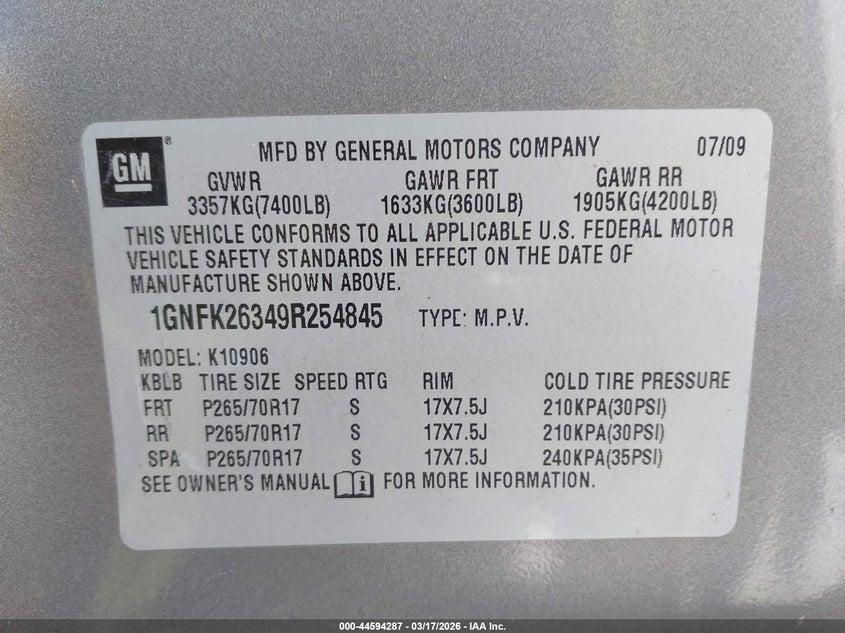 GM ®
MFD BY GENERAL MOTORS COMPANY 07/09
GVWR GAWR FRT GAWR RR
3357KG(7400LB) 1633KG(3600LB) 1905KG(4200LB)
THIS VEHICLE CONFORMS TO ALL APPLICABLE U.S. FEDERAL MOTOR
VEHICLE SAFETY STANDARDS IN EFFECT ON THE DATE OF
MANUFACTURE SHOWN ABOVE.
1GNFK26349R254845 TYPE: M.P.V.
MODEL: K10906
KBLB TIRE SIZE SPEED RTG RIM COLD TIRE PRESSURE
FRT P265/70R17 S 17X7.5J 210KPA(30PSI)
RR P265/70R17 S 17X7.5J 210KPA(30PSI)
SPA P265/70R17 S 17X7.5J 240KPA(35PSI)
SEE OWNER'S MANUAL i FOR MORE INFORMATION.
000-44594287 - 03/17/2026 - IAA Inc.